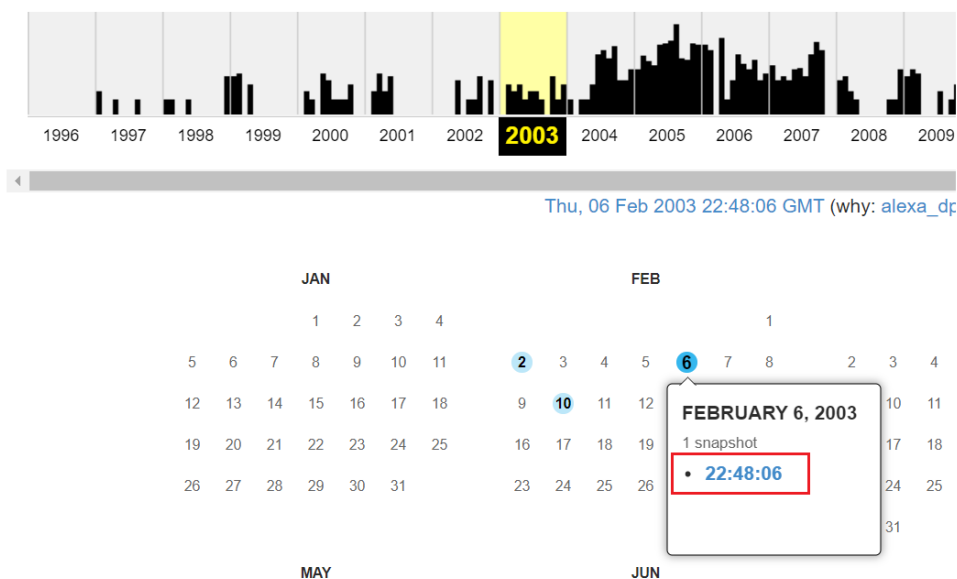 1996 1997 1998 1999 2000 2001 2002 2003 2004 2005 2006 2007 2008 2009
Thu, 06 Feb 2003 22:48:06 GMT (why: alexa_dp
JAN
1 2 3 4
5 6 7 8 9 10 11
12 13 14 15 16 17 18
19 20 21 22 23 24 25
26 27 28 29 30 31
FEB
1
2 3 4 5 6 7 8
9 10 11 12
16 17 18 19
23 24 25 26
FEBRUARY 6, 2003
1 snapshot
• 22:48:06
2 3 4
10 11
17 18
24 25
31
MAY
JUN